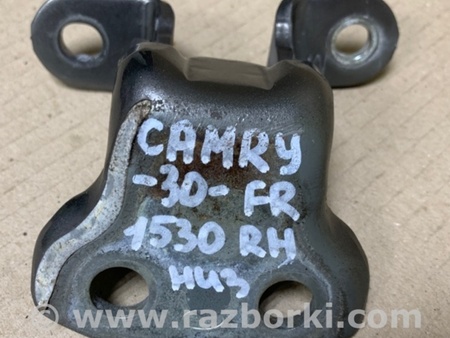 CAMRY
-30- FR
1530 RH
низ
www.razborki.com